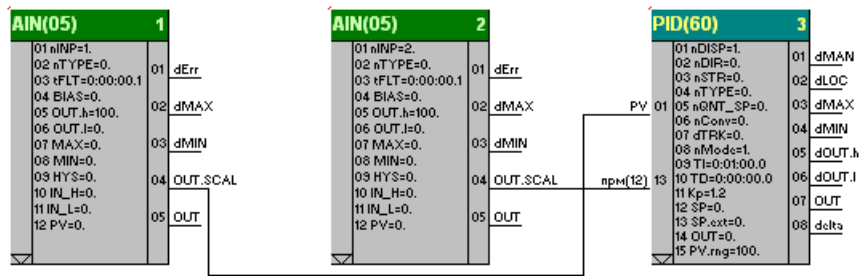 AIN(05) 1
01 nINP=1.
02 nTYPE=0.
03 tFLT=0:00:00.1
04 BIAS=0.
05 OUT.h=100.
06 OUT.l=0.
07 MAX=0.
08 MIN=0.
09 HYS=0.
10 IN_H=0.
11 IN_L=0.
12 PV=0.
01 dErr
02 dMAX
03 dMIN
04 OUT.SCAL
05 OUT
AIN(05) 2
01 nINP=2.
02 nTYPE=0.
03 tFLT=0:00:00.1
04 BIAS=0.
05 OUT.h=100.
06 OUT.l=0.
07 MAX=0.
08 MIN=0.
09 HYS=0.
10 IN_H=0.
11 IN_L=0.
12 PV=0.
01 dErr
02 dMAX
03 dMIN
04 OUT.SCAL
05 OUT
PID(60) 3
PV 01
прм(12) 13
01 nDISP=1.
02 nDIR=0.
03 nSTR=0.
04 nTYPE=0.
05 nQNT_SP=0.
06 nConv=0.
07 dTRK=0.
08 nMode=1.
09 TI=0:01:00.0
10 TD=0:00:00.0
11 Kp=1.2
12 SP=0.
13 SP.ext=0.
14 OUT=0.
15 PV.rng=100.
01 dMAN
02 dLOC
03 dMAX
04 dMIN
05 dOUT.h
06 dOUT.l
07 OUT
08 delta